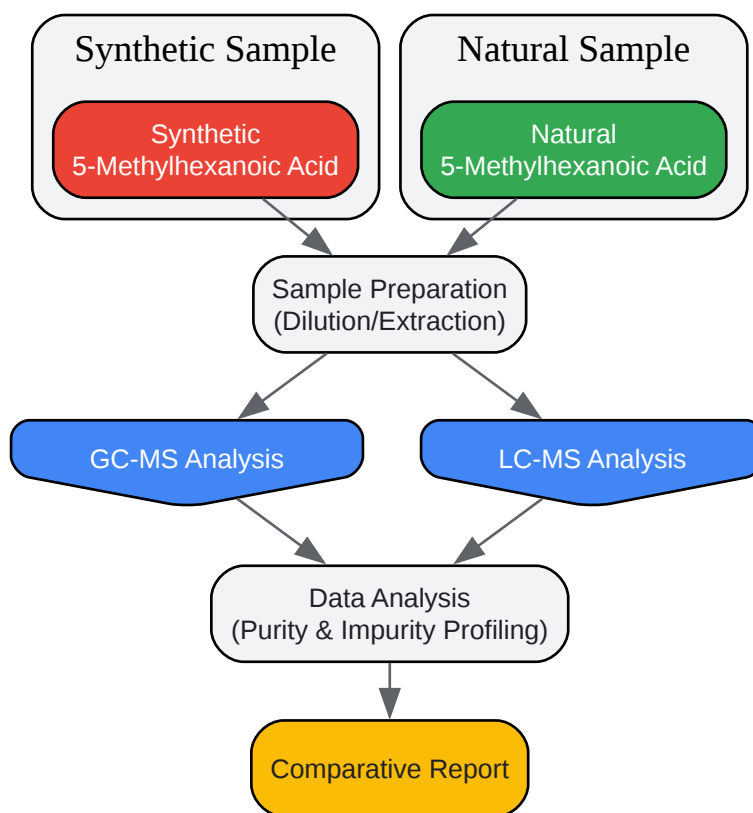 Synthetic Sample
Natural Sample
Synthetic
5-Methylhexanoic Acid
Natural
5-Methylhexanoic Acid
Sample Preparation
(Dilution/Extraction)
GC-MS Analysis
LC-MS Analysis
Data Analysis
(Purity & Impurity Profiling)
Comparative Report